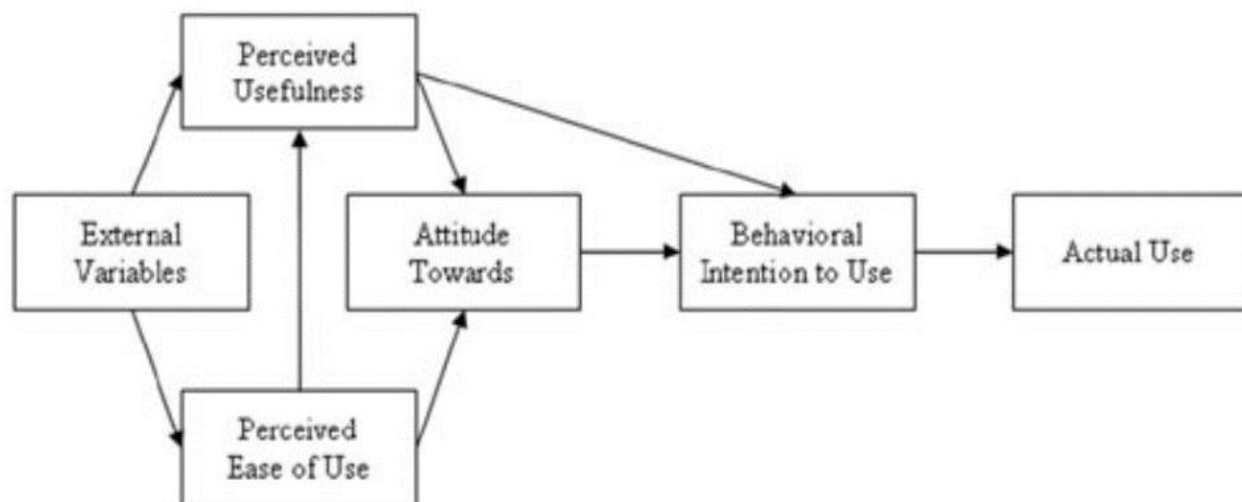 Perceived
Usefulness
External
Variables
Attitude
Towards
Behavioral
Intention to Use
Actual Use
Perceived
Ease of Use